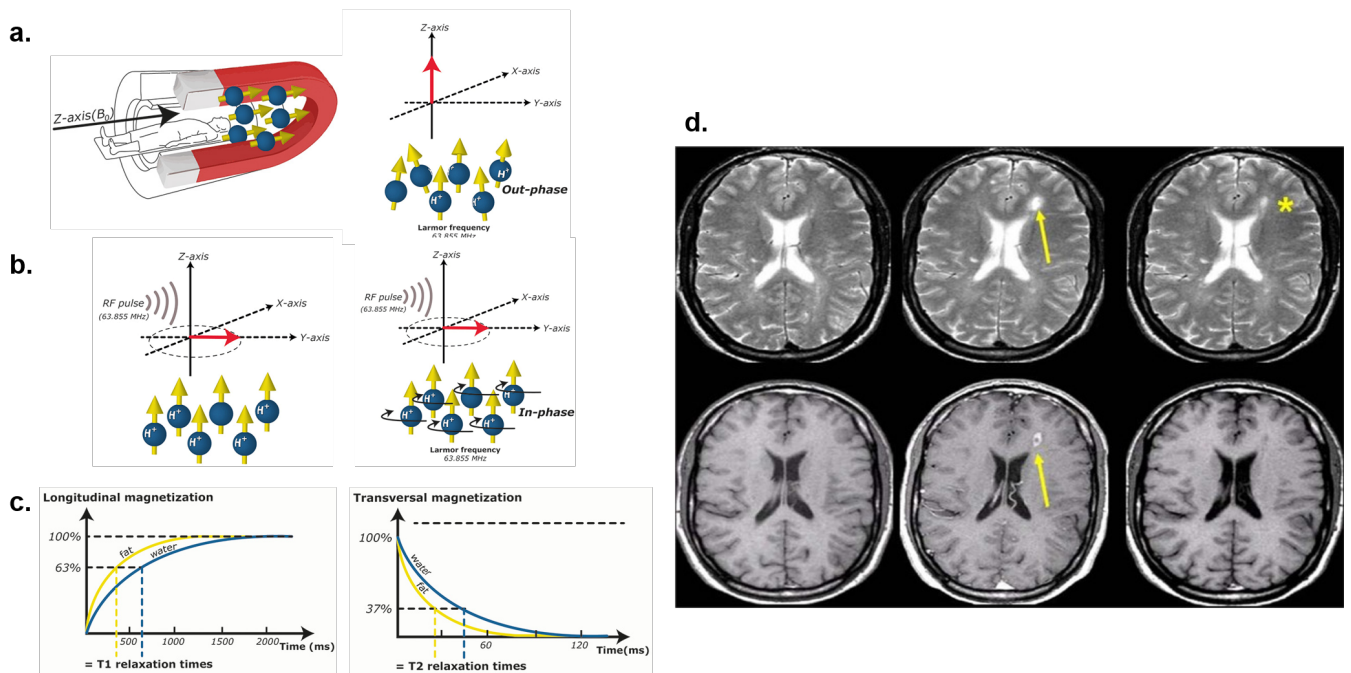 a.
Z-axis(B0)
Z-axis
X-axis
Y-axis
H+
H+
H+
Out-phase
Larmor frequency
63.855 MHz
b.
Z-axis
RF pulse
(63.855 MHz)
X-axis
Y-axis
H+
H+
H+
H+
H+
Z-axis
RF pulse
(63.855 MHz)
X-axis
Y-axis
H+
H+
H+
H+
H+
H+
In-phase
Larmor frequency
63.855 MHz
c.
Longitudinal magnetization
100%
fat
water
63%
500
1000
1500
2000
Time (ms)
= T1 relaxation times
Transversal magnetization
100%
water
fat
37%
60
120
Time(ms)
= T2 relaxation times
d.
*